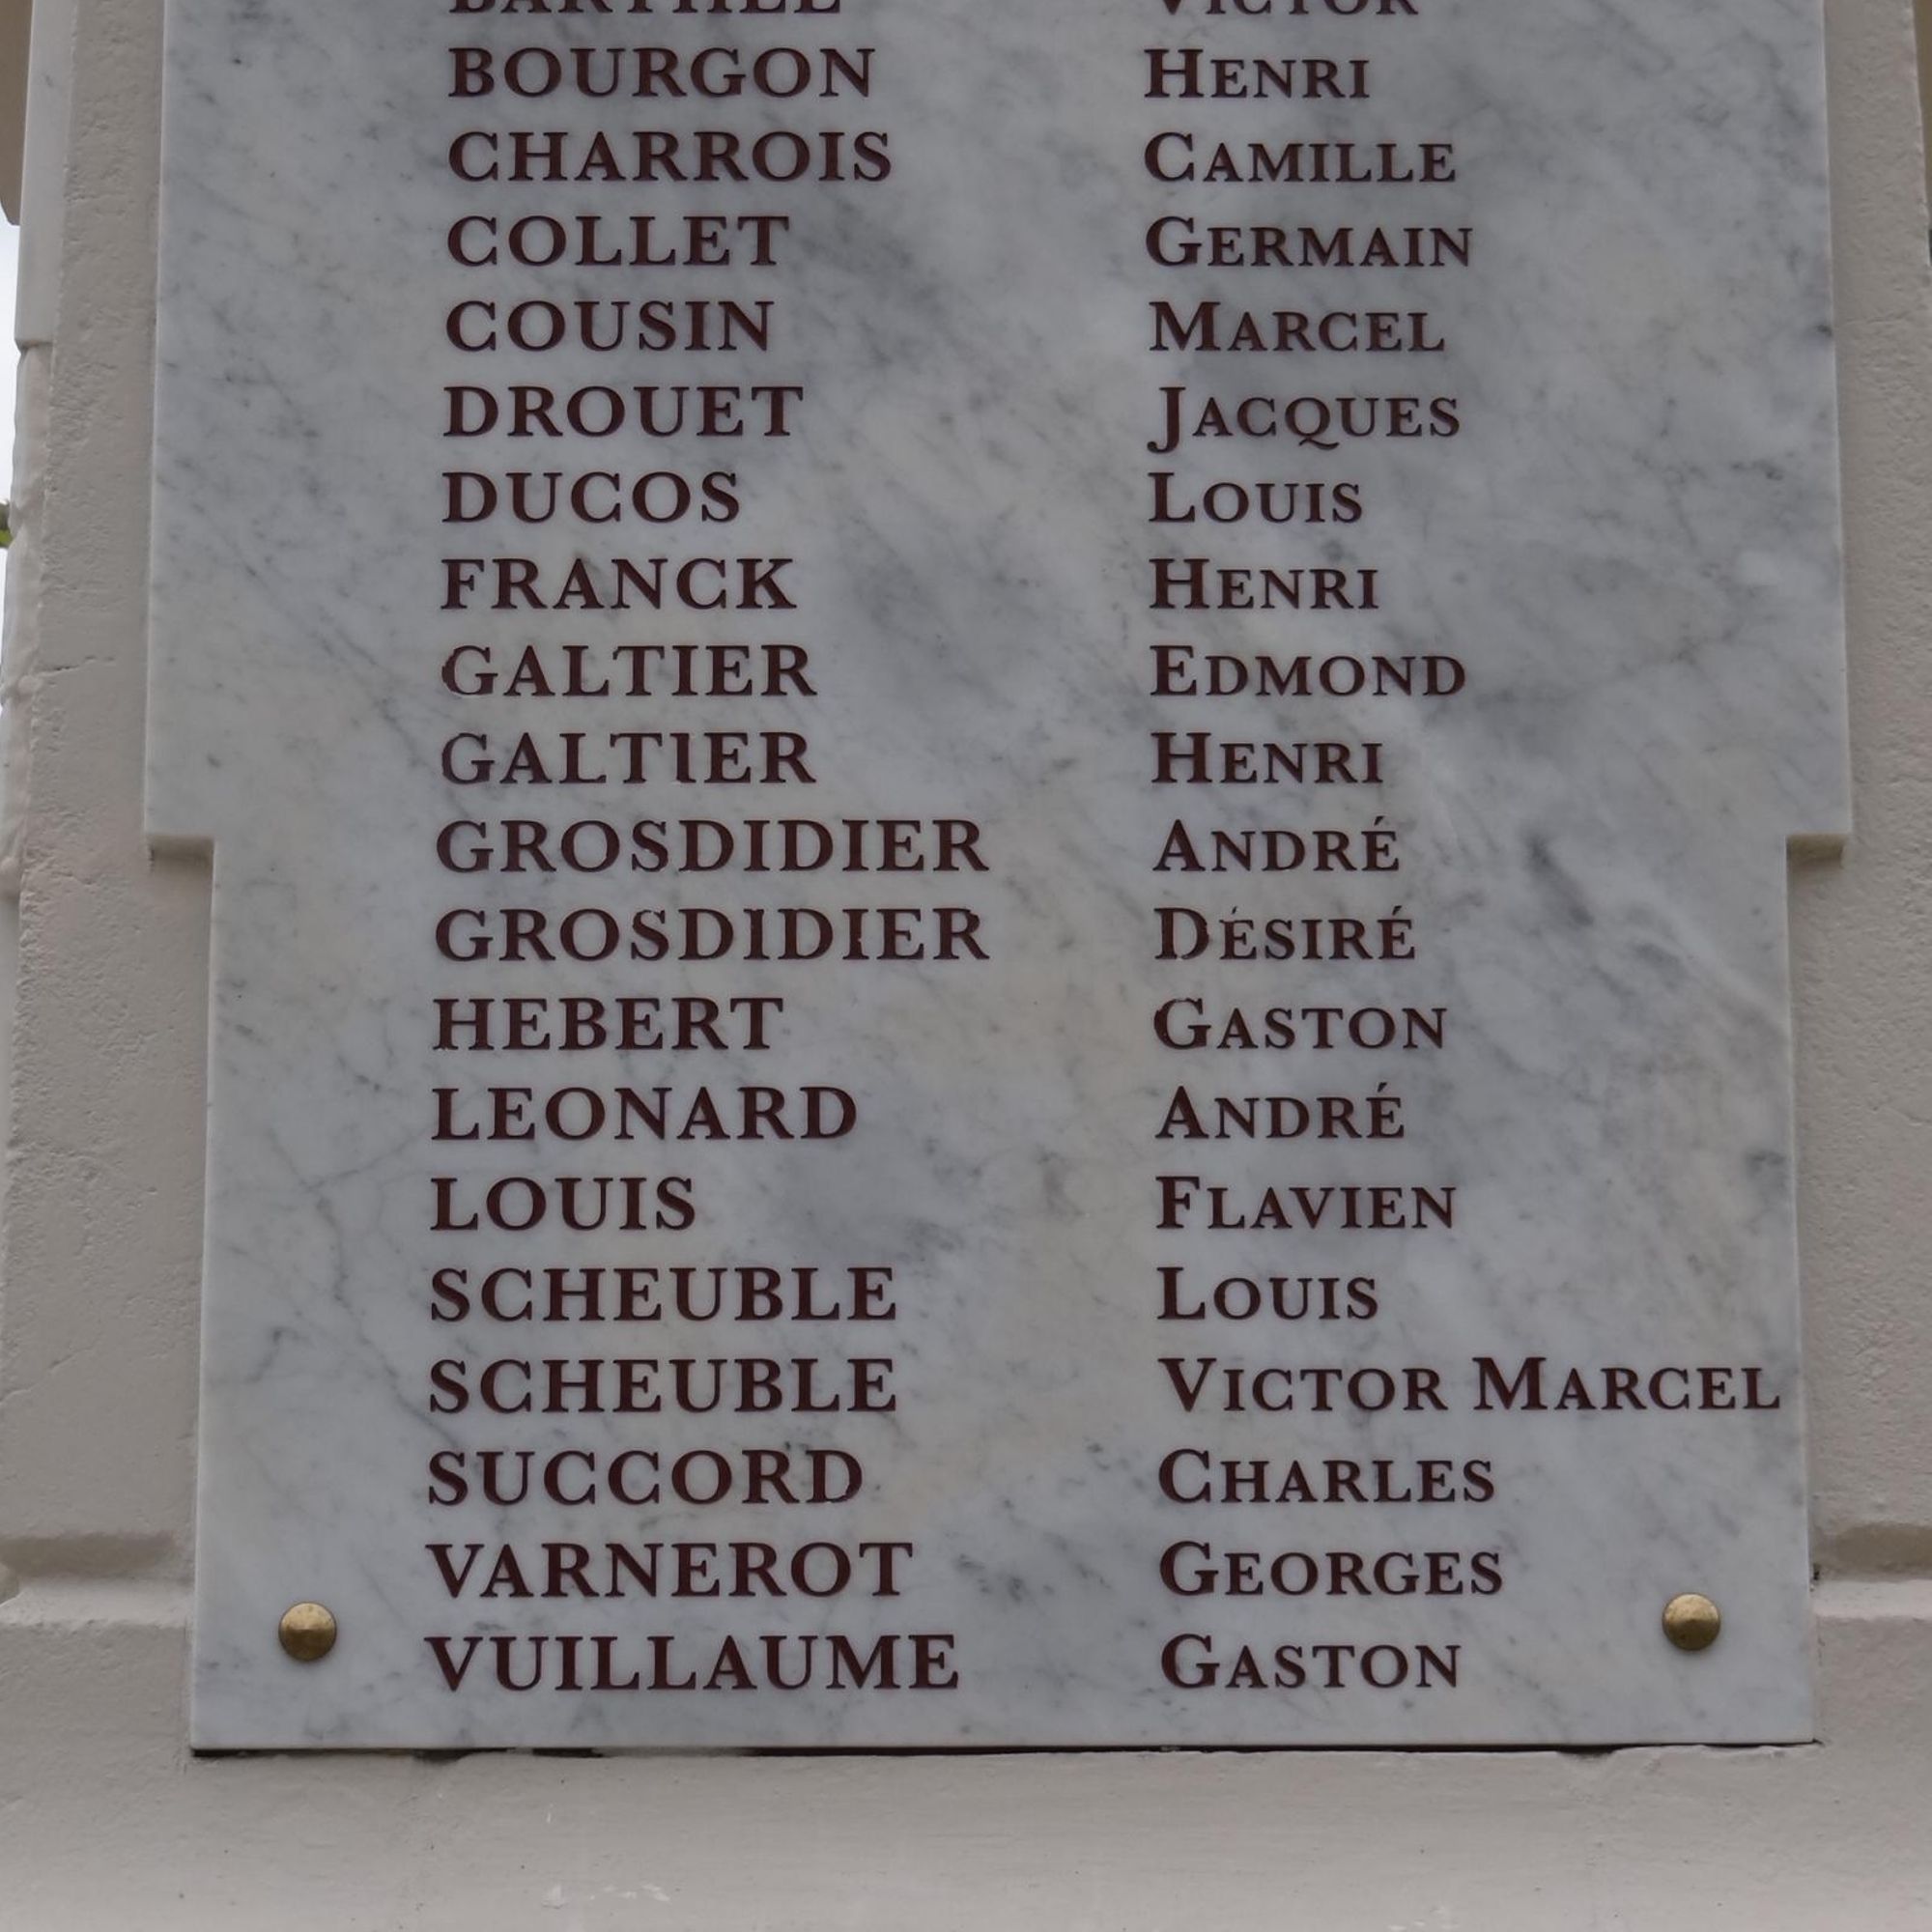 BARTHEL VICTOR
BOURGON HENRI
CHARROIS CAMILLE
COLLET GERMAIN
COUSIN MARCEL
DROUET JACQUES
DUCOS LOUIS
FRANCK HENRI
GALTIER EDMOND
GALTIER HENRI
GROSDIDIER ANDRÉ
GROSDIDIER DÉSIRÉ
HEBERT GASTON
LEONARD ANDRÉ
LOUIS FLAVIEN
SCHEUBLE LOUIS
SCHEUBLE VICTOR MARCEL
SUCCORD CHARLES
VARNEROT GEORGES
VUILLAUME GASTON